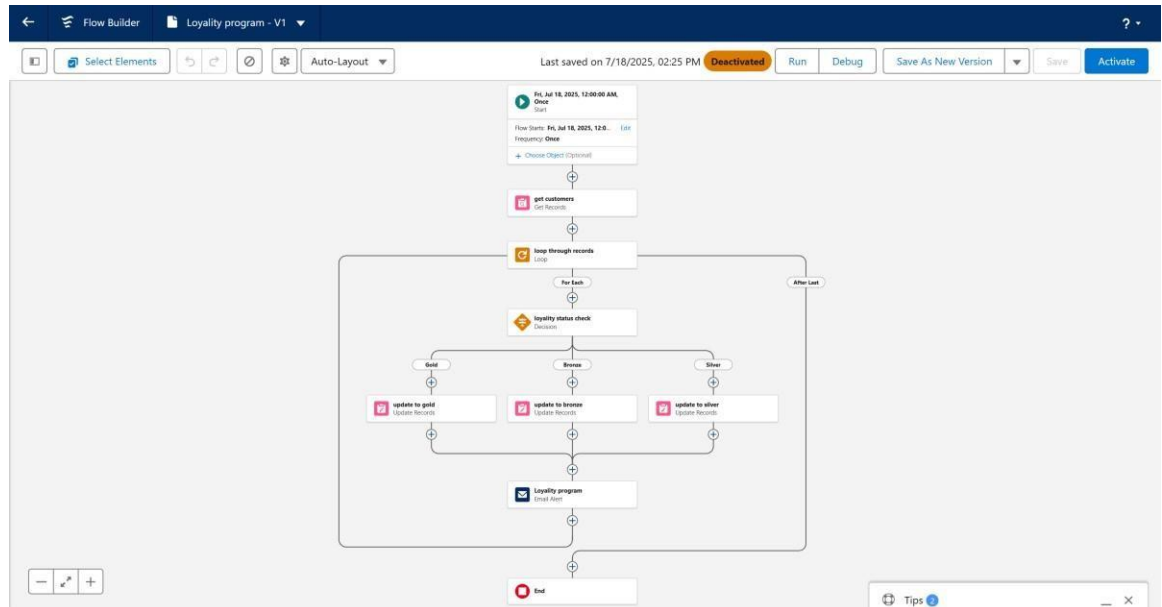 Flow Builder
Loyality program - V1
?
Select Elements
Auto-Layout
Last saved on 7/18/2025, 02:25 PM
Deactivated
Run
Debug
Save As New Version
Save
Activate
Fri, Jul 18, 2025, 12:00:00 AM,
Once
Start
Flow Starts: Fri, Jul 18, 2025, 12:0...
Edit
Frequency: Once
+ Choose Object (Optional)
get customers
Get Records
loop through records
Loop
For Each
After Last
loyality status check
Decision
Gold
Bronze
Silver
update to gold
Update Records
update to bronze
Update Records
update to silver
Update Records
Loyality program
Email Alert
End
Tips 2